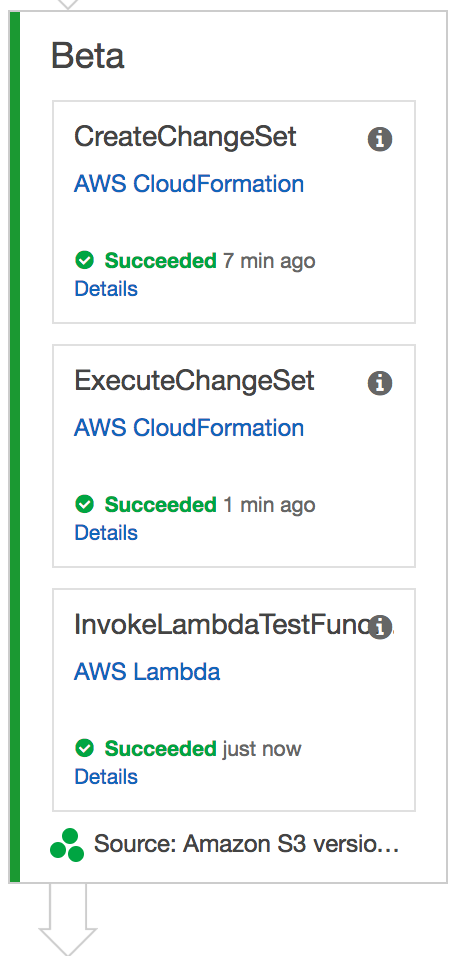 Beta
CreateChangeSet
AWS CloudFormation
Succeeded 7 min ago
Details
ExecuteChangeSet
AWS CloudFormation
Succeeded 1 min ago
Details
InvokeLambdaTestFunc
AWS Lambda
Succeeded just now
Details
Source: Amazon S3 versio…